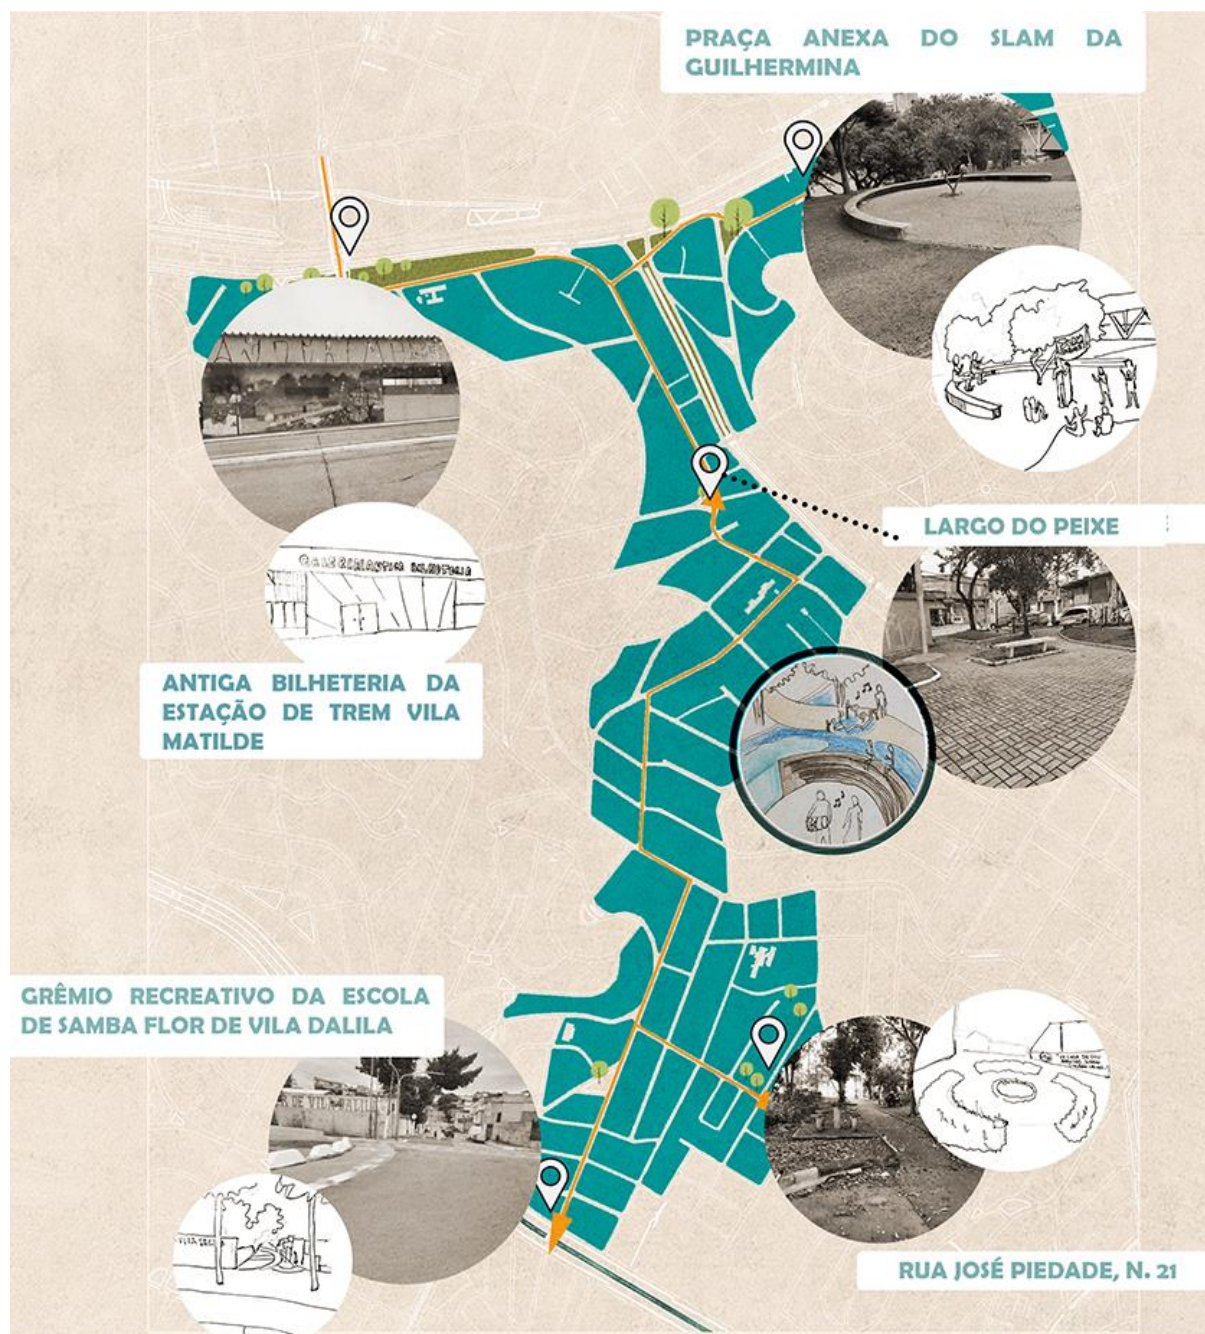 PRAÇA ANEXA DO SLAM DA
GUILHERMINA
LARGO DO PEIXE
ANTIGA BILHETERIA DA
ESTAÇÃO DE TREM VILA
MATILDE
GRÊMIO RECREATIVO DA ESCOLA
DE SAMBA FLOR DE VILA DALILA
RUA JOSÉ PIEDADE, N. 21